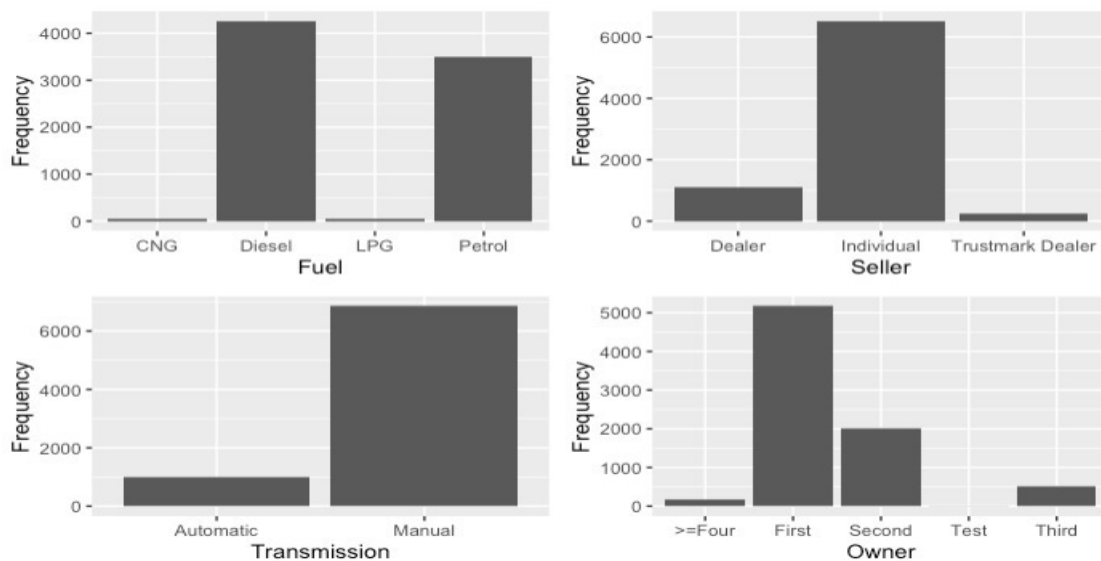 Frequency
4000
3000
2000
1000
0
CNG Diesel LPG Petrol
Fuel
Frequency
6000
4000
2000
0
Dealer Individual Trustmark Dealer
Seller
Frequency
6000
4000
2000
0
Automatic Manual
Transmission
Frequency
5000
4000
3000
2000
1000
0
>=Four First Second Test Third
Owner